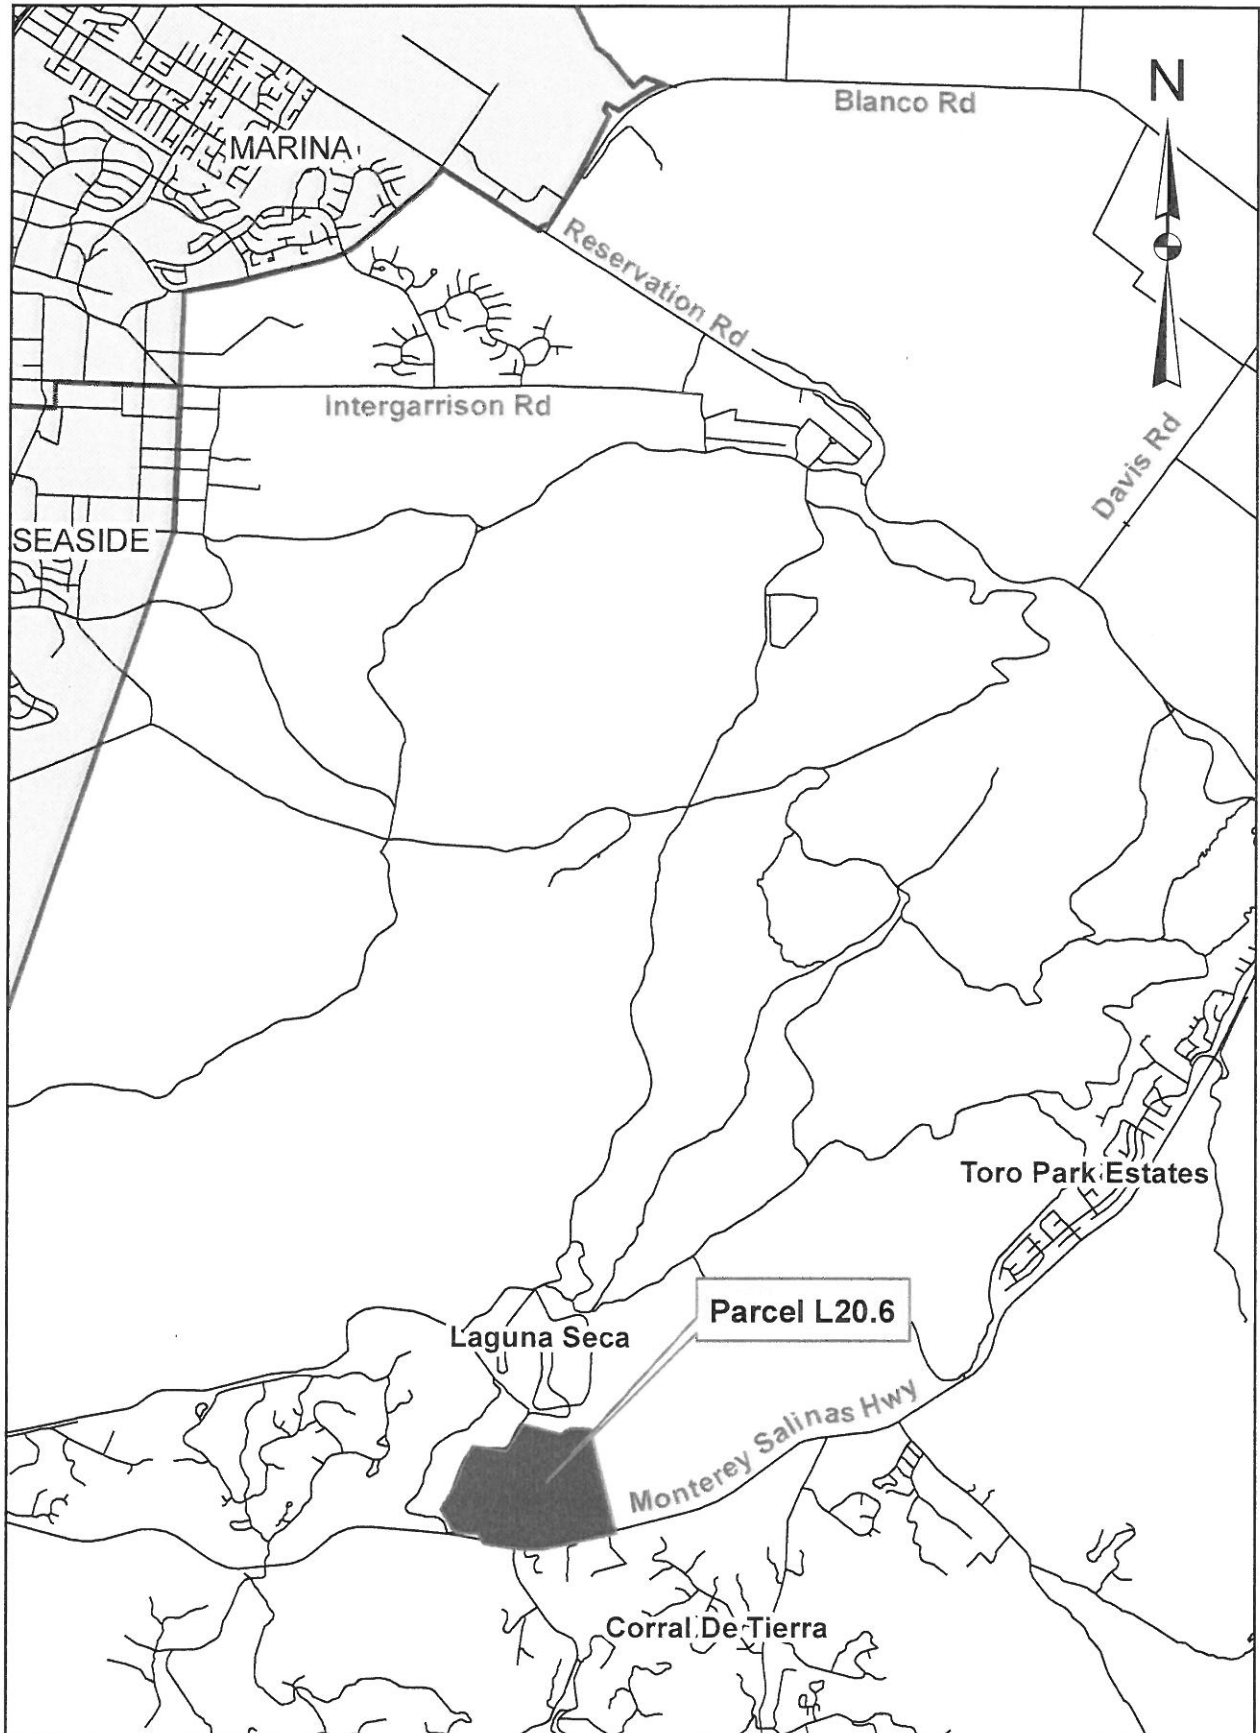 N
Blanco Rd
MARINA
Reservation Rd
Intergarrison Rd
Davis Rd
SEASIDE
Toro Park Estates
Parcel L20.6
Laguna Seca
Monterey Salinas Hwy
Corral De Tierra